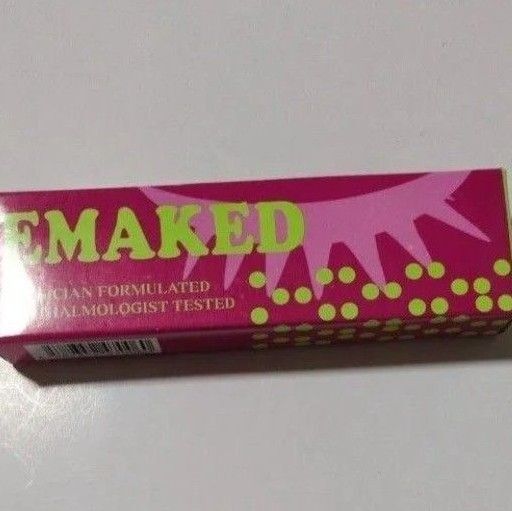 EMAKED
ICIAN FORMULATED
HALMOLOGIST TESTED